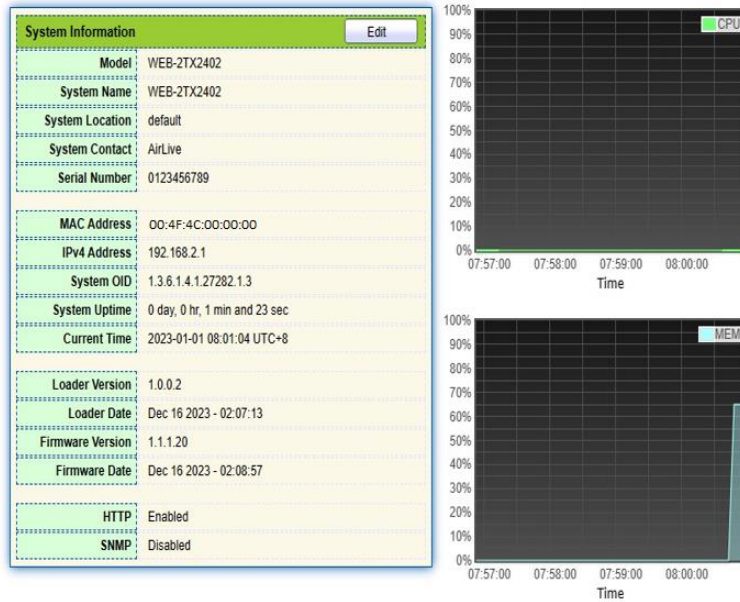 System Information Edit
Model WEB-2TX2402
System Name WEB-2TX2402
System Location default
System Contact AirLive
Serial Number 0123456789
MAC Address 00:4F:4C:00:00:00
IPv4 Address 192.168.2.1
System OID 1.3.6.1.4.1.27282.1.3
System Uptime 0 day, 0 hr, 1 min and 23 sec
Current Time 2023-01-01 08:01:04 UTC+8
Loader Version 1.0.0.2
Loader Date Dec 16 2023 - 02:07:13
Firmware Version 1.1.1.20
Firmware Date Dec 16 2023 - 02:08:57
HTTP Enabled
SNMP Disabled
CPU
100%
90%
80%
70%
60%
50%
40%
30%
20%
10%
0%
07:57:00 07:58:00 07:59:00 08:00:00
Time
MEM
100%
90%
80%
70%
60%
50%
40%
30%
20%
10%
0%
07:57:00 07:58:00 07:59:00 08:00:00
Time